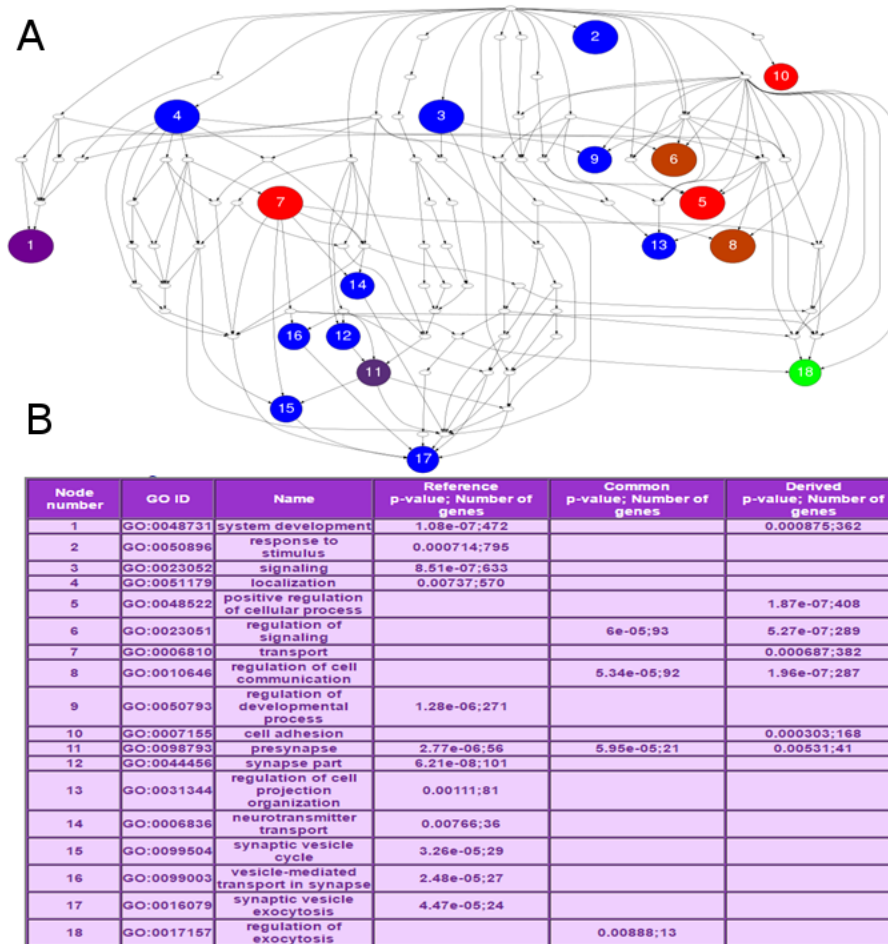 A
2
10
4
3
9
6
7
5
1
13
8
14
16
12
11
18
15
B
17
Node number GO ID Name Reference p-value; Number of genes Common p-value; Number of genes Derived p-value; Number of genes
1 GO:0048731 system development 1.08e-07;472 0.000875;362
2 GO:0050896 response to stimulus 0.000714;795
3 GO:0023052 signaling 8.51e-07;633
4 GO:0051179 localization 0.00737;570
5 GO:0048522 positive regulation of cellular process 1.87e-07;408
6 GO:0023051 regulation of signaling 6e-05;93 5.27e-07;289
7 GO:0006810 transport 0.000687;382
8 GO:0010646 regulation of cell communication 5.34e-05;92 1.96e-07;287
9 GO:0050793 regulation of developmental process 1.28e-06;271
10 GO:0007155 cell adhesion 0.000303;168
11 GO:0098793 presynapse 2.77e-06;56 5.95e-05;21 0.00531;41
12 GO:0044456 synapse part 6.21e-08;101
13 GO:0031344 regulation of cell projection organization 0.00111;81
14 GO:0006836 neurotransmitter transport 0.00766;36
15 GO:0099504 synaptic vesicle cycle 3.26e-05;29
16 GO:0099003 vesicle-mediated transport in synapse 2.48e-05;27
17 GO:0016079 synaptic vesicle exocytosis 4.47e-05;24
18 GO:0017157 regulation of exocytosis 0.00888;13